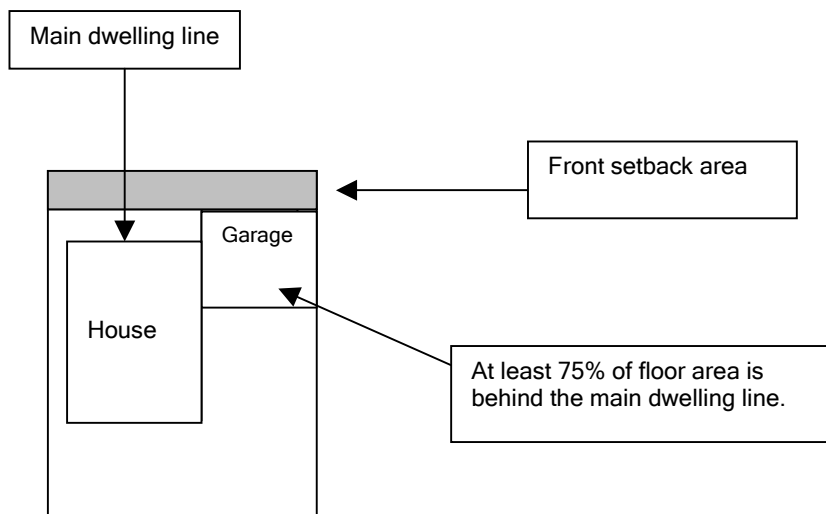 Main dwelling line
Front setback area
Garage
House
At least 75% of floor area is
behind the main dwelling line.